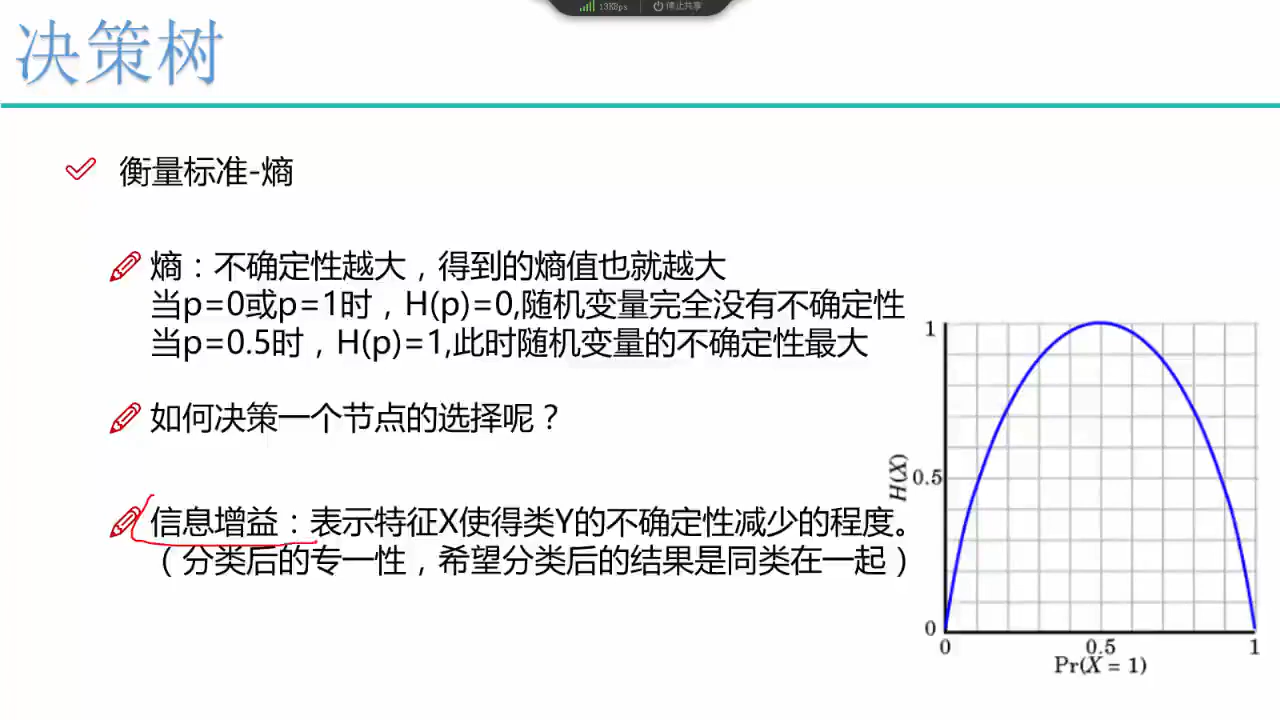 13KBps 停止共享
决策树
衡量标准-熵
熵：不确定性越大，得到的熵值也就越大
当p=0或p=1时，H(p)=0,随机变量完全没有不确定性
当p=0.5时，H(p)=1,此时随机变量的不确定性最大
如何决策一个节点的选择呢？
信息增益：表示特征X使得类Y的不确定性减少的程度。
（分类后的专一性，希望分类后的结果是同类在一起）
1
H(X)
0.5
0
0 0.5 1
Pr(X = 1)